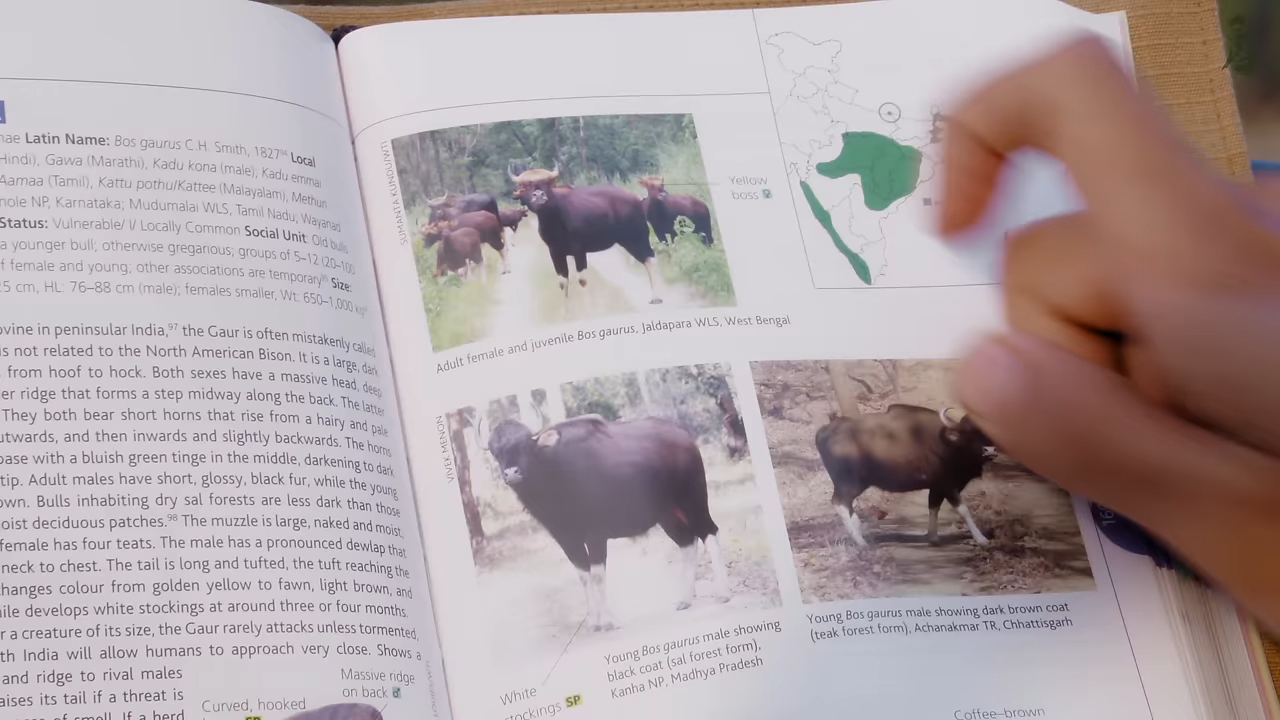 nae Latin Name: Bos gaurus C.H. Smith, 1827⁹⁴ Local
Hindi), Gawa (Marathi), Kadu kona (male); Kadu emmai
Aamaa (Tamil), Kattu pothu/Kattee (Malayalam), Methun
hole NP, Karnataka; Mudumalai WLS, Tamil Nadu, Wayanad
Status: Vulnerable/ I/ Locally Common Social Unit: Old bulls
a younger bull; otherwise gregarious; groups of 5–12 (20–100
f female and young; other associations are temporary⁹⁵ Size:
5 cm, HL: 76–88 cm (male); females smaller, Wt: 650–1,000 kg
ovine in peninsular India,⁹⁷ the Gaur is often mistakenly called
is not related to the North American Bison. It is a large, dark
from hoof to hock. Both sexes have a massive head, deep
er ridge that forms a step midway along the back. The latter
They both bear short horns that rise from a hairy and pale
utwards, and then inwards and slightly backwards. The horns
base with a bluish green tinge in the middle, darkening to dark
tip. Adult males have short, glossy, black fur, while the young
own. Bulls inhabiting dry sal forests are less dark than those
oist deciduous patches.⁹⁸ The muzzle is large, naked and moist,
female has four teats. The male has a pronounced dewlap that
neck to chest. The tail is long and tufted, the tuft reaching the
hanges colour from golden yellow to fawn, light brown, and
ile develops white stockings at around three or four months.
r a creature of its size, the Gaur rarely attacks unless tormented,
th India will allow humans to approach very close. Shows a
and ridge to rival males
aises its tail if a threat is
of smell. If a herd
Massive ridge
on back
Curved, hooked
SP
SUMANTA KUNDU/WTI
Yellow
boss
Adult female and juvenile Bos gaurus, Jaldapara WLS, West Bengal
VIVEK MENON
White
stockings SP
Young Bos gaurus male showing
black coat (sal forest form),
Kanha NP, Madhya Pradesh
Young Bos gaurus male showing dark brown coat
(teak forest form), Achanakmar TR, Chhattisgarh
Coffee–brown